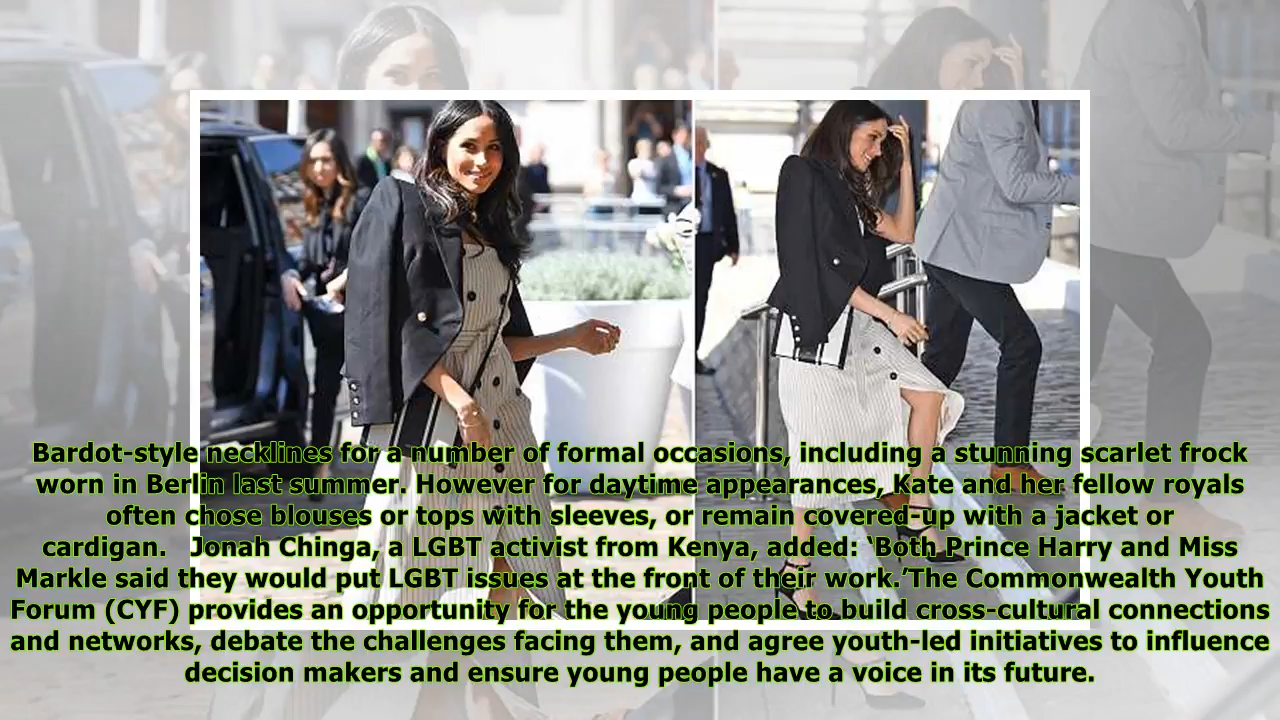 Bardot-style necklines for a number of formal occasions, including a stunning scarlet frock
worn in Berlin last summer. However for daytime appearances, Kate and her fellow royals
often chose blouses or tops with sleeves, or remain covered-up with a jacket or
cardigan.   Jonah Chinga, a LGBT activist from Kenya, added: ‘Both Prince Harry and Miss
Markle said they would put LGBT issues at the front of their work.’The Commonwealth Youth
Forum (CYF) provides an opportunity for the young people to build cross-cultural connections
and networks, debate the challenges facing them, and agree youth-led initiatives to influence
decision makers and ensure young people have a voice in its future.